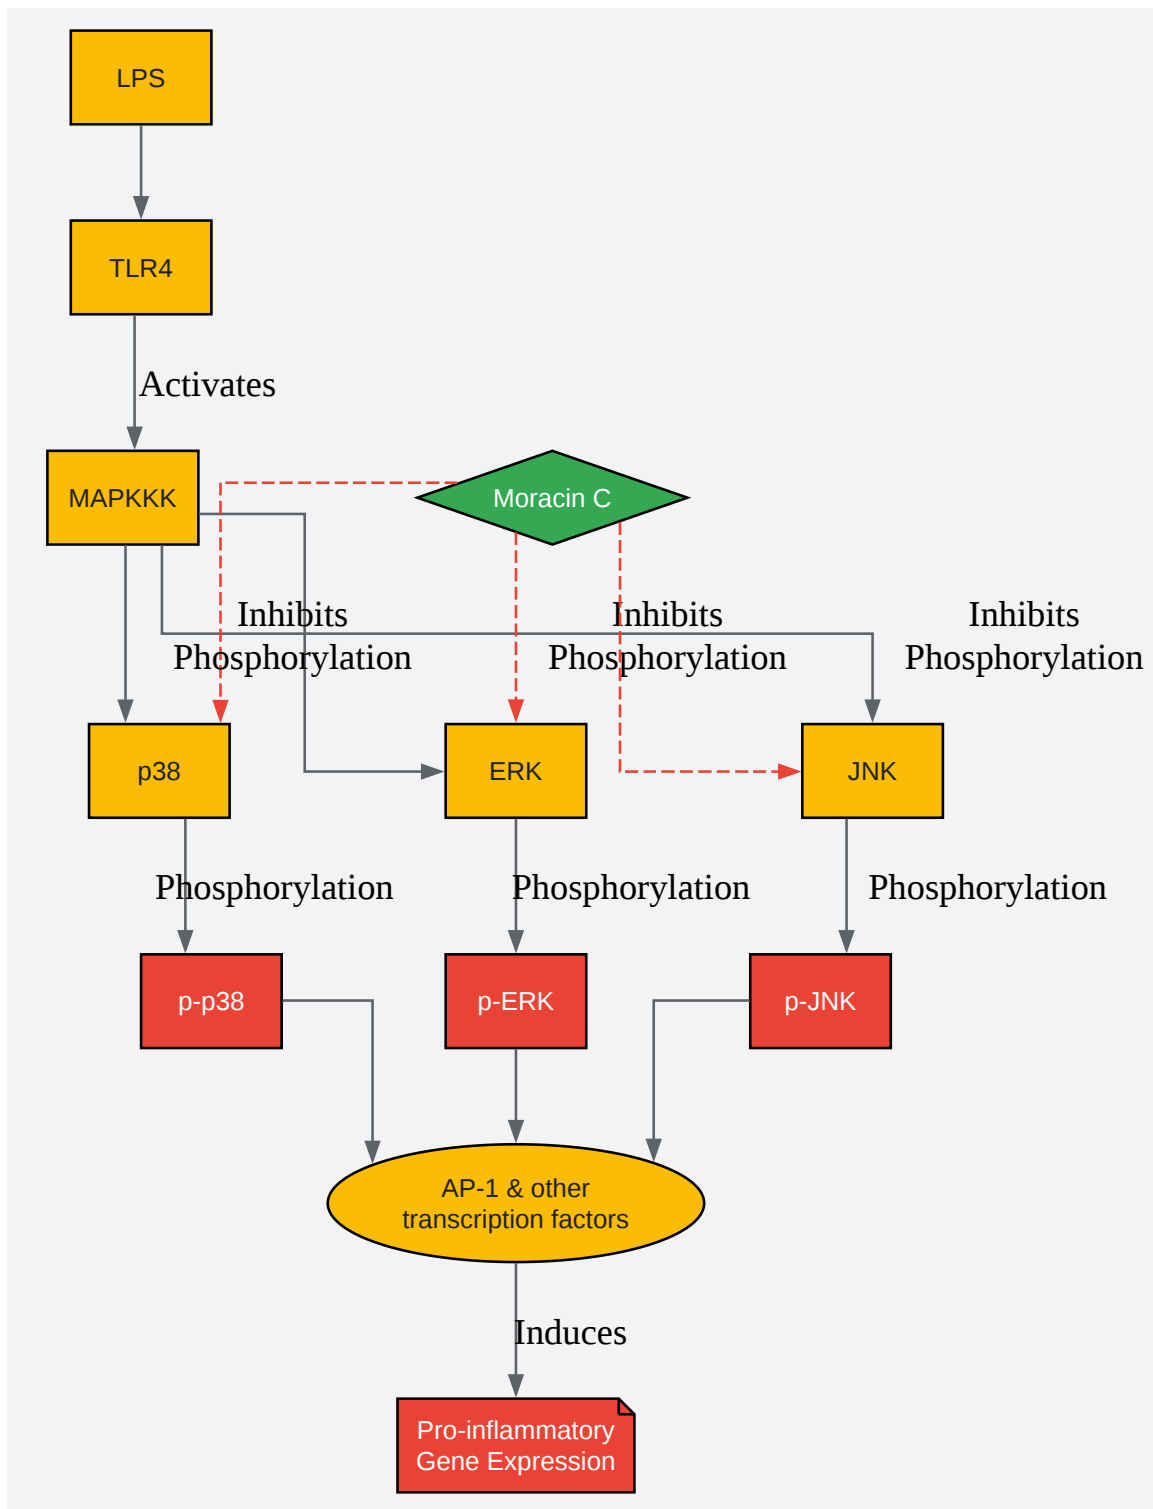 LPS
TLR4
Activates
MAPKKK
Moracin C
Inhibits
Phosphorylation
Inhibits
Phosphorylation
Inhibits
Phosphorylation
p38
ERK
JNK
Phosphorylation
Phosphorylation
Phosphorylation
p-p38
p-ERK
p-JNK
AP-1 & other
transcription factors
Induces
Pro-inflammatory
Gene Expression